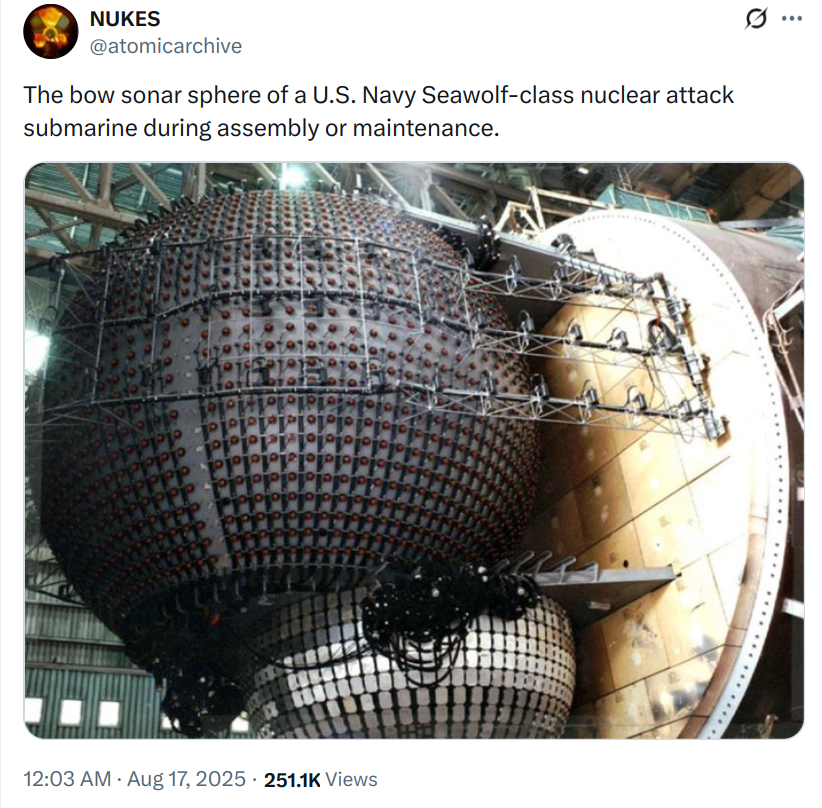 NUKES
@atomicarchive
The bow sonar sphere of a U.S. Navy Seawolf-class nuclear attack
submarine during assembly or maintenance.
12:03 AM · Aug 17, 2025 · 251.1K Views